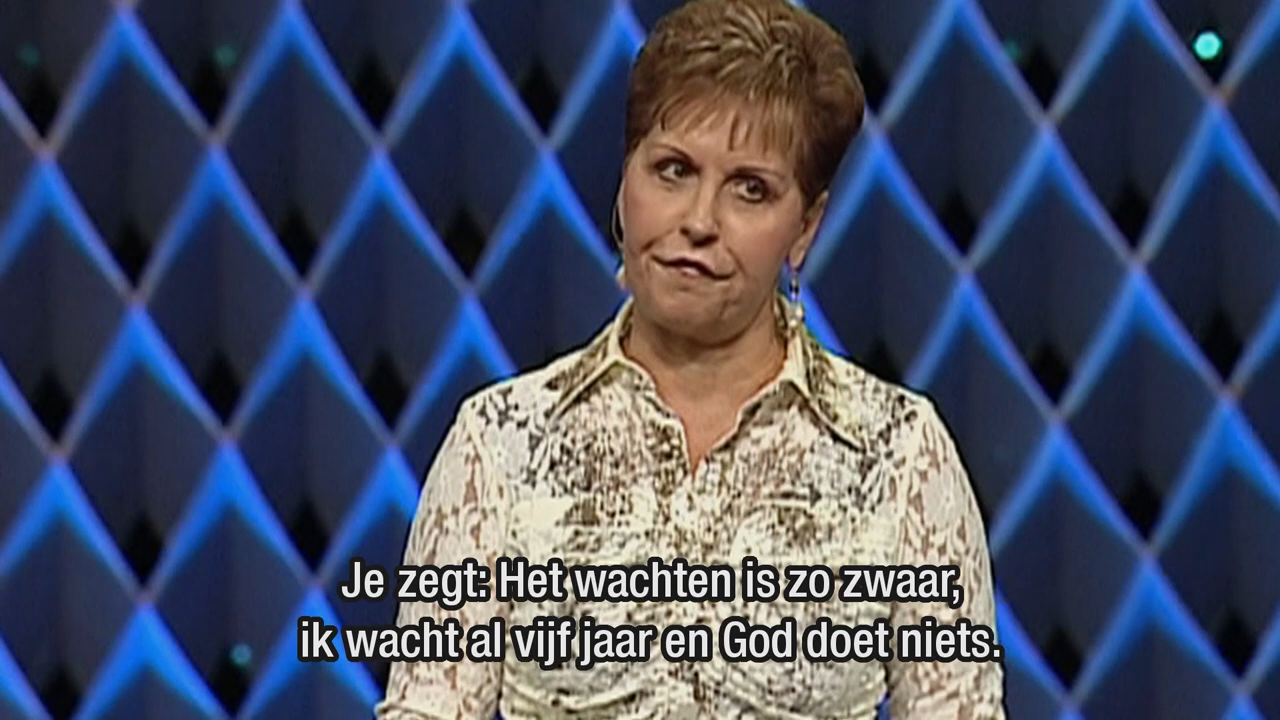 Je zegt: Het wachten is zo zwaar,
ik wacht al vijf jaar en God doet niets.